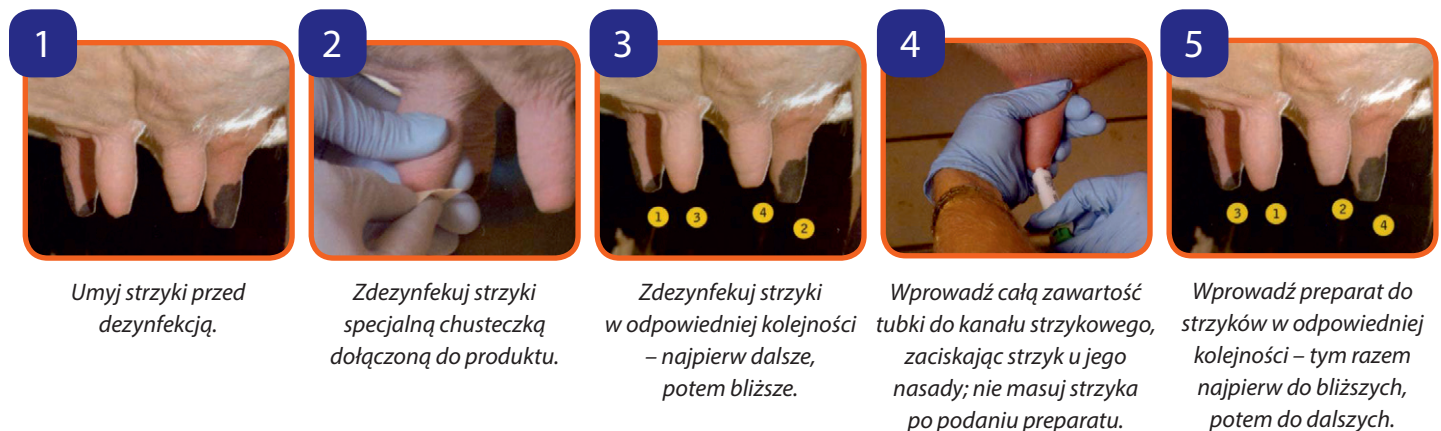 1
Umyj strzyki przed
dezynfekcją.
2
Zdezynfekuj strzyki
specjalną chusteczką
dołączoną do produktu.
3
1
3
4
2
Zdezynfekuj strzyki
w odpowiedniej kolejności
– najpierw dalsze,
potem bliższe.
4
Wprowadź całą zawartość
tubki do kanału strzykowego,
zaciskając strzyk u jego
nasady; nie masuj strzyka
po podaniu preparatu.
5
3
1
2
4
Wprowadź preparat do
strzyków w odpowiedniej
kolejności – tym razem
najpierw do bliższych,
potem do dalszych.